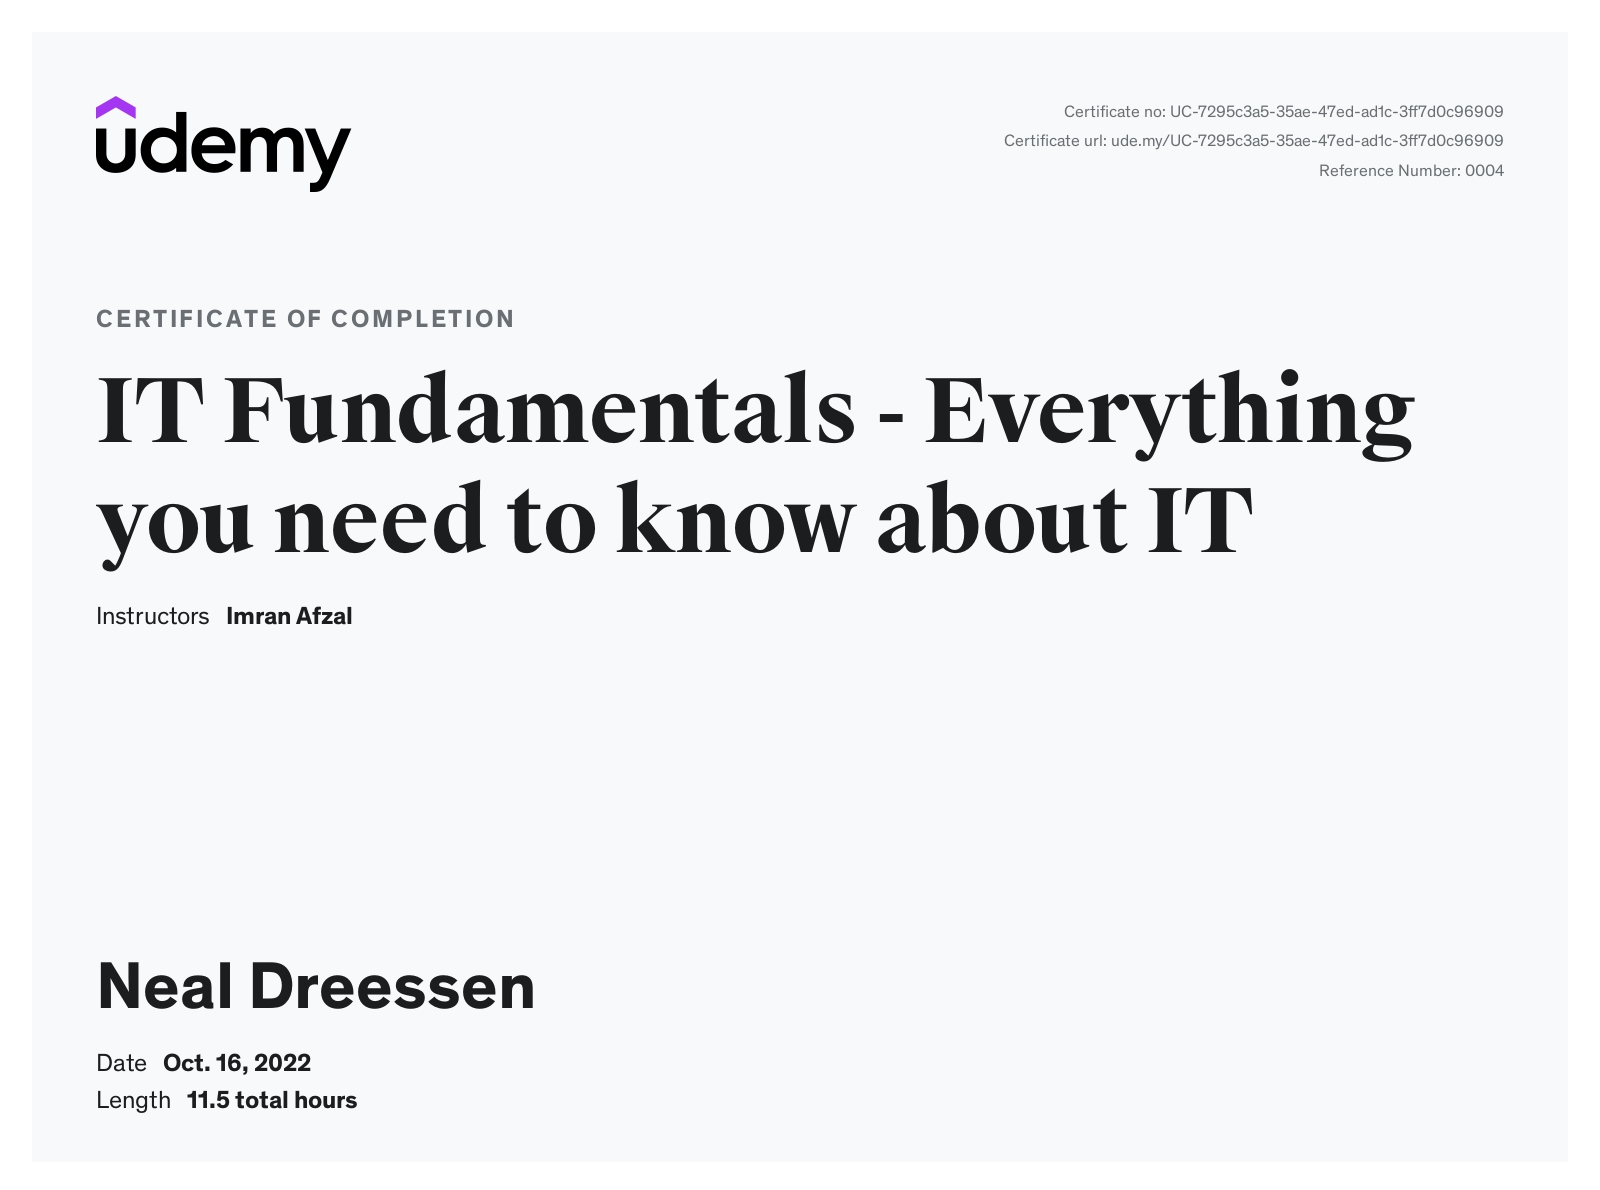 udemy
Certificate no: UC-7295c3a5-35ae-47ed-ad1c-3ff7d0c96909
Certificate url: ude.my/UC-7295c3a5-35ae-47ed-ad1c-3ff7d0c96909
Reference Number: 0004
CERTIFICATE OF COMPLETION
IT Fundamentals - Everything
you need to know about IT
Instructors Imran Afzal
Neal Dreessen
Date Oct. 16, 2022
Length 11.5 total hours